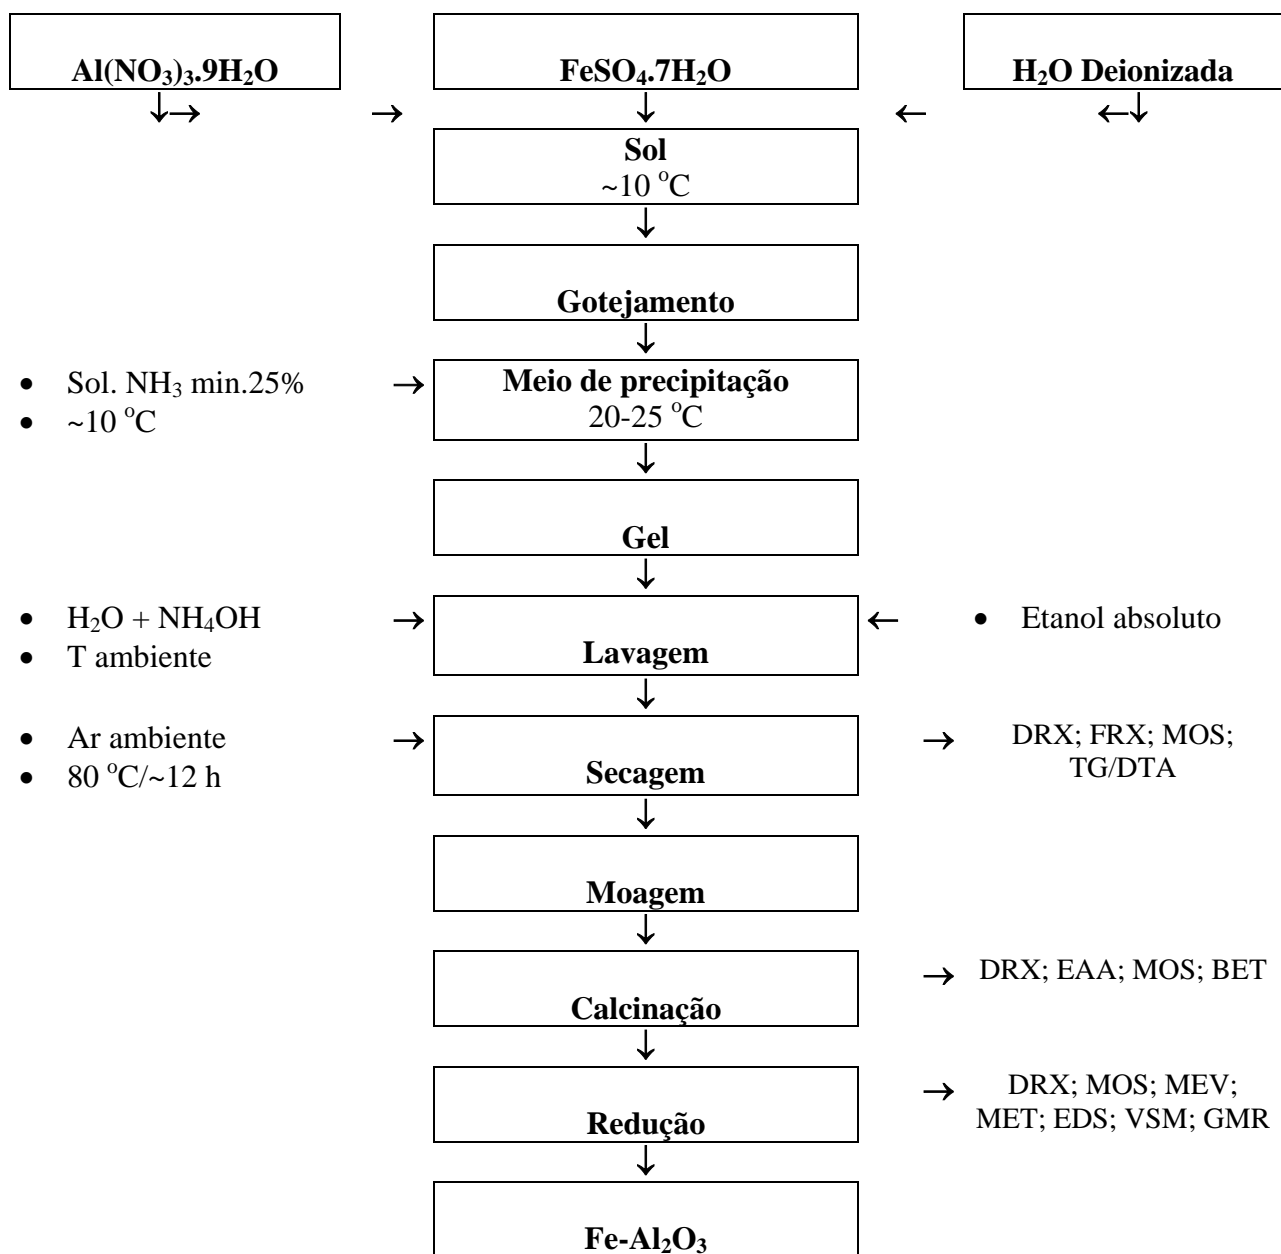 Al(NO₃)₃.9H₂O
FeSO₄.7H₂O
H₂O Deionizada
↓→ → ↓ ← ←↓
Sol
~10 °C
↓
Gotejamento
↓
• Sol. NH₃ min.25% →
• ~10 °C
Meio de precipitação
20-25 °C
↓
Gel
↓
• H₂O + NH₄OH →
• T ambiente
Lavagem
← • Etanol absoluto
↓
• Ar ambiente →
• 80 °C/~12 h
Secagem
→ DRX; FRX; MOS;
TG/DTA
↓
Moagem
↓
Calcinação
→ DRX; EAA; MOS; BET
↓
Redução
→ DRX; MOS; MEV;
MET; EDS; VSM; GMR
↓
Fe-Al₂O₃